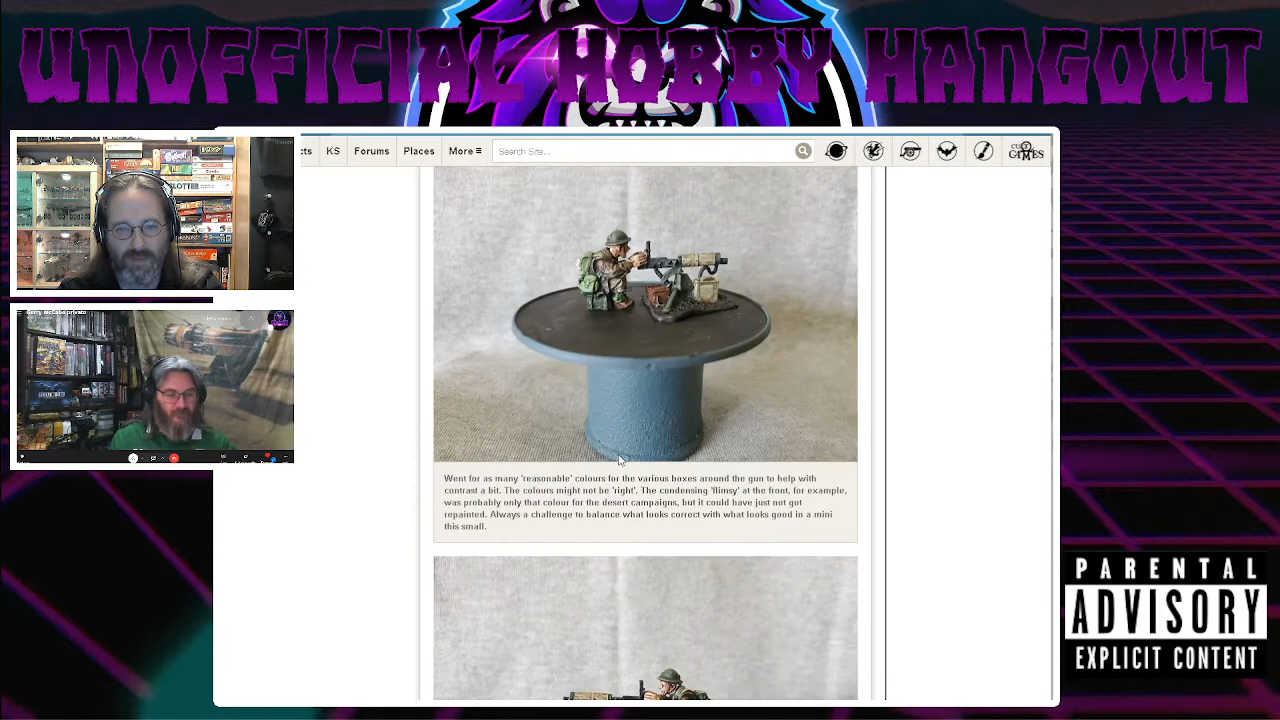 UNOFFICIAL HOBBY HANGOUT
cts KS Forums Places More ≡ Search Site...
SLOTTER
Gerry mcCabe privato
Went for as many 'reasonable' colours for the various boxes around the gun to help with
contrast a bit. The colours might not be 'right'. The condensing 'flimsy' at the front, for example,
was probably only that colour for the desert campaigns, but it could have just not got
repainted. Always a challenge to balance what looks correct with what looks good in a mini
this small.
PARENTAL
ADVISORY
EXPLICIT CONTENT